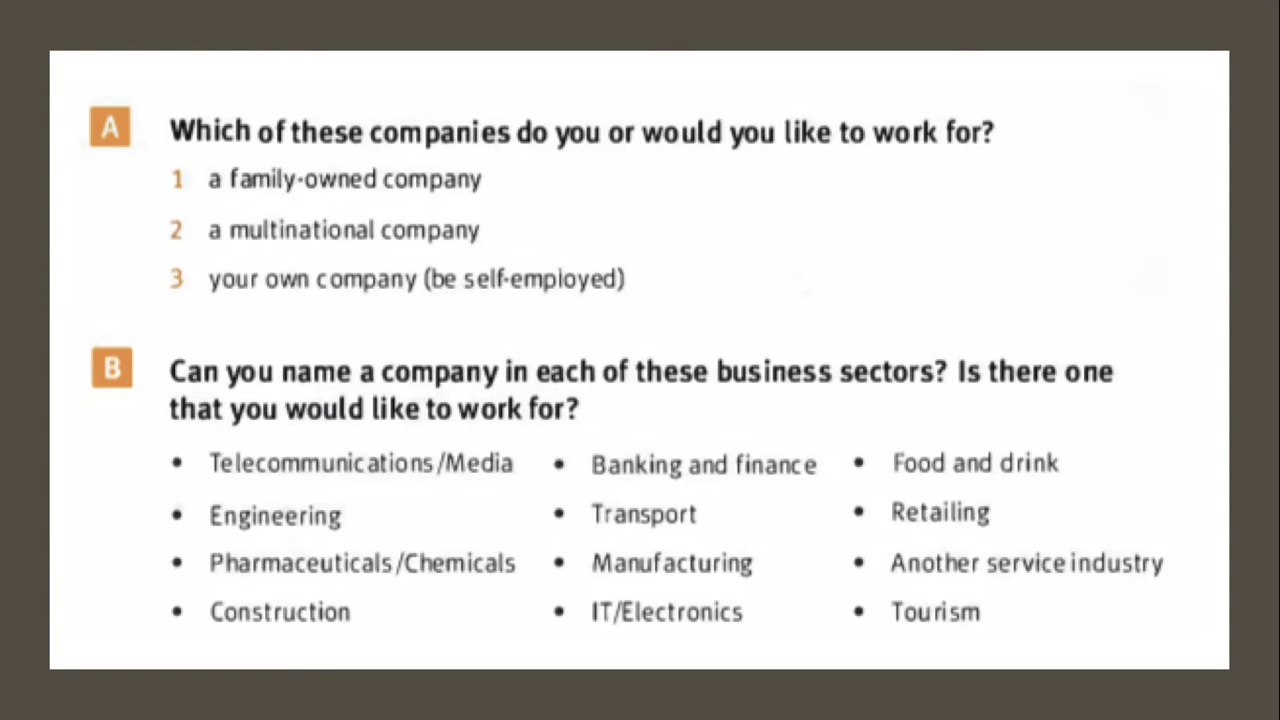 A Which of these companies do you or would you like to work for?
1 a family-owned company
2 a multinational company
3 your own company (be self-employed)
B Can you name a company in each of these business sectors? Is there one
that you would like to work for?
• Telecommunications/Media • Banking and finance • Food and drink
• Engineering • Transport • Retailing
• Pharmaceuticals/Chemicals • Manufacturing • Another service industry
• Construction • IT/Electronics • Tourism